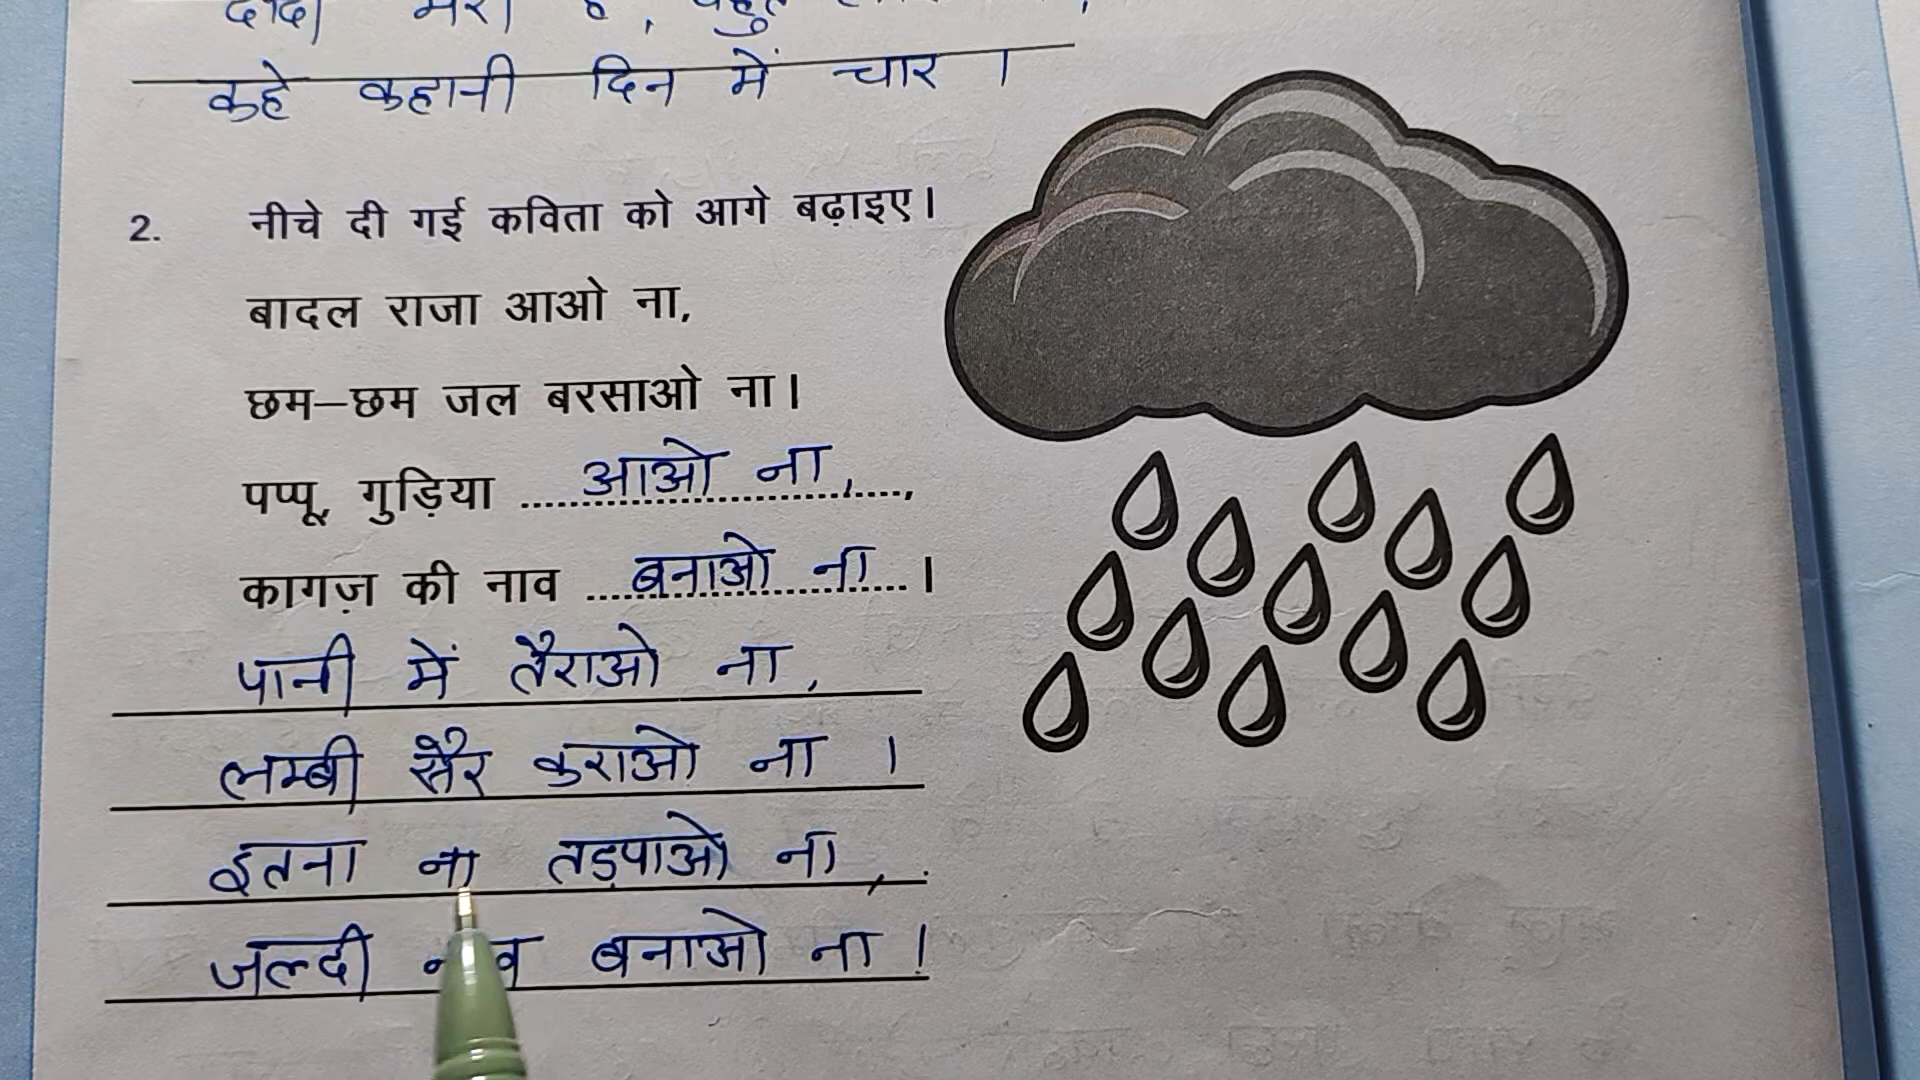 कहे कहानी दिन में चार ।
2. नीचे दी गई कविता को आगे बढ़ाइए।
बादल राजा आओ ना,
छम–छम जल बरसाओ ना।
पप्पू, गुड़िया ....आओ ना,....,
कागज़ की नाव ....बनाओ ना....।
पानी में तैराओ ना,
लम्बी सैर कराओ ना ।
इतना ना तड़पाओ ना,
जल्दी नाव बनाओ ना ।